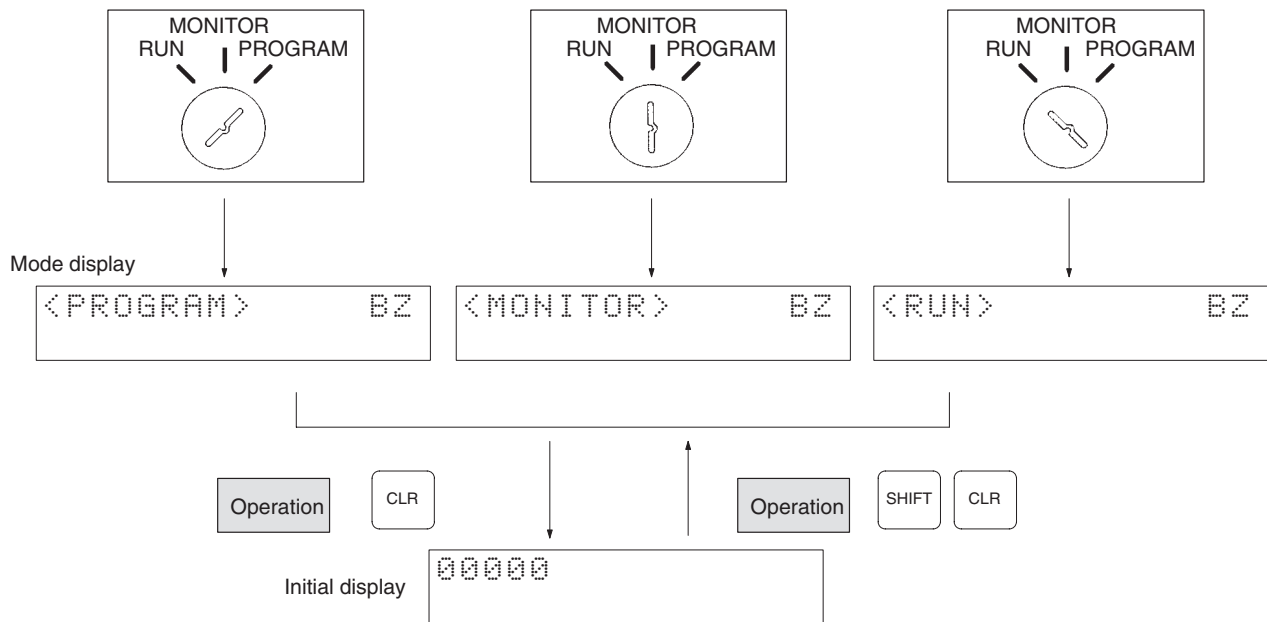 MONITOR
RUN PROGRAM
MONITOR
RUN PROGRAM
MONITOR
RUN PROGRAM
Mode display
<PROGRAM> BZ
<MONITOR> BZ
<RUN> BZ
Operation
CLR
Operation
SHIFT
CLR
Initial display
00000